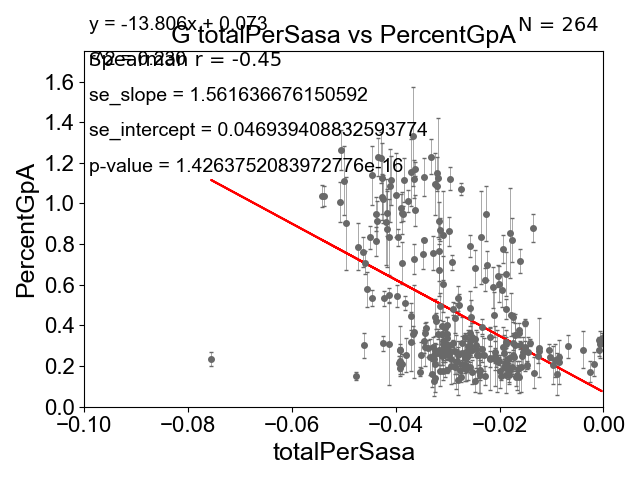 y = -13.806x + 0.073
N = 264
G totalPerSasa vs PercentGpA
Spearman r = -0.45
se_slope = 1.561636676150592
se_intercept = 0.046939408832593774
p-value = 1.4263752083972776e-16
PercentGpA
1.6
1.4
1.2
1.0
0.8
0.6
0.4
0.2
0.0
−0.10
−0.08
−0.06
−0.04
−0.02
0.00
totalPerSasa